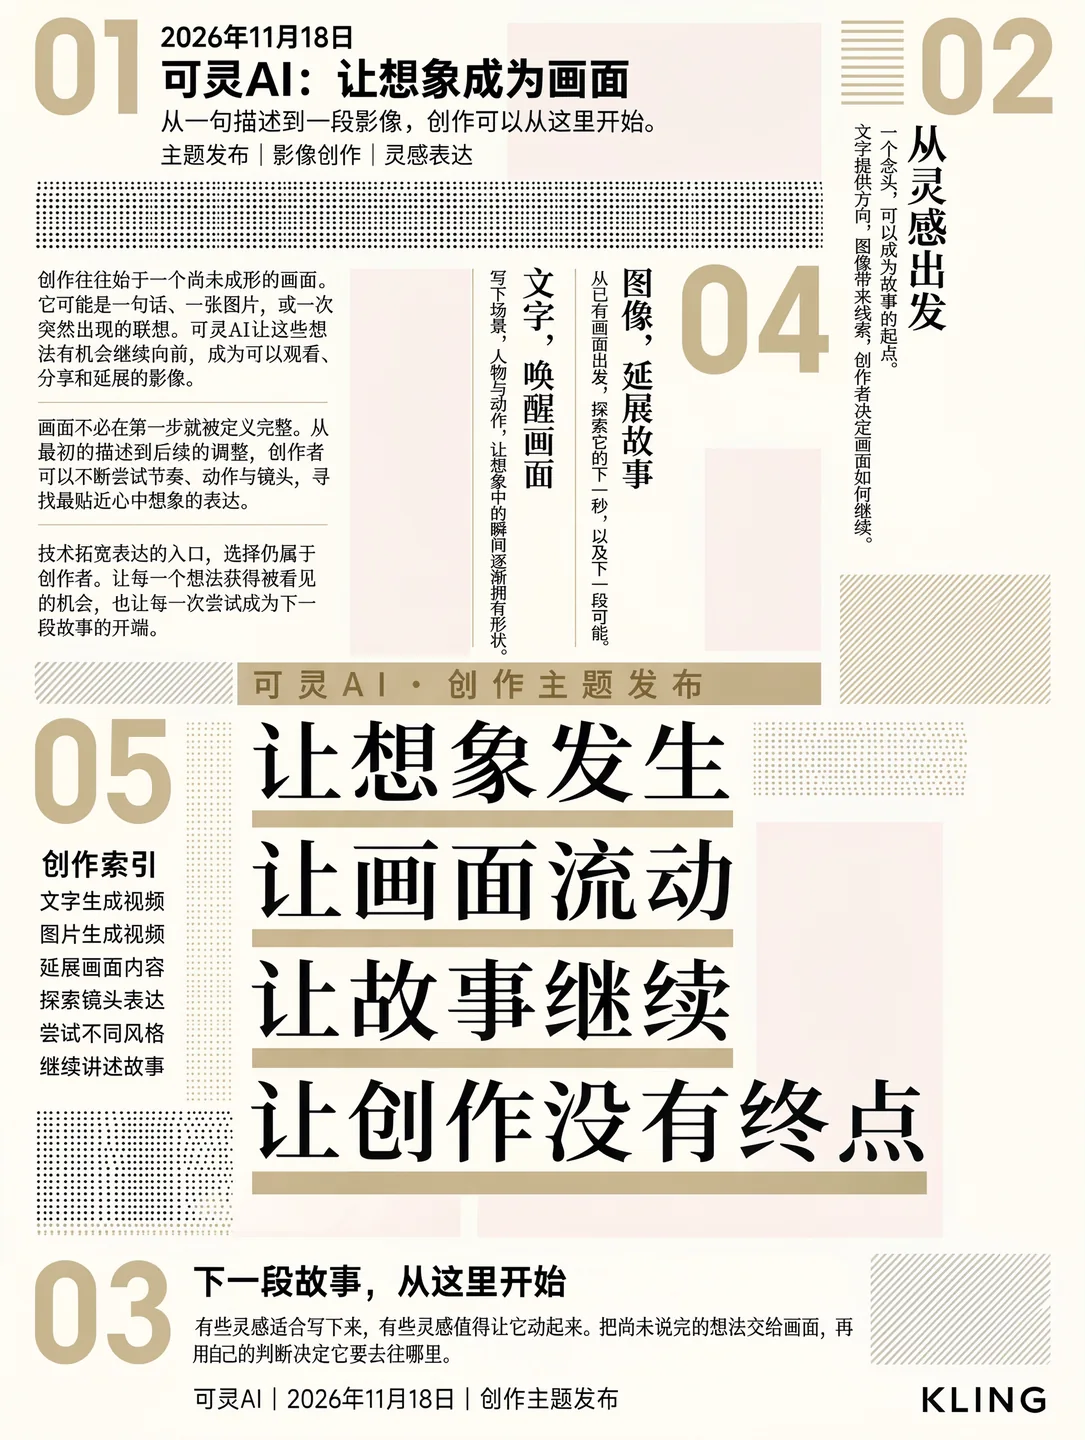 01
2026年11月18日
可灵AI：让想象成为画面
从一句描述到一段影像，创作可以从这里开始。
主题发布｜影像创作｜灵感表达
02
从灵感出发
一个念头，可以成为故事的起点。
文字提供方向，图像带来线索，创作者决定画面如何继续。
创作往往始于一个尚未成形的画面。
它可能是一句话、一张图片，或一次
突然出现的联想。可灵AI让这些想
法有机会继续向前，成为可以观看、
分享和延展的影像。
画面不必在第一步就被定义完整。从
最初的描述到后续的调整，创作者
可以不断尝试节奏、动作与镜头，寻
找最贴近心中想象的表达。
技术拓宽表达的入口，选择仍属于
创作者。让每一个想法获得被看见
的机会，也让每一次尝试成为下一
段故事的开端。
04
图像，延展故事
从已有画面出发，探索它的下一秒，以及下一段可能。
文字，唤醒画面
写下场景，人物与动作，让想象中的瞬间逐渐拥有形状。
可灵AI·创作主题发布
让想象发生
让画面流动
让故事继续
让创作没有终点
05
创作索引
文字生成视频
图片生成视频
延展画面内容
探索镜头表达
尝试不同风格
继续讲述故事
03
下一段故事，从这里开始
有些灵感适合写下来，有些灵感值得让它动起来。把尚未说完的想法交给画面，再
用自己的判断决定它要去往哪里。
可灵AI｜2026年11月18日｜创作主题发布
KLING